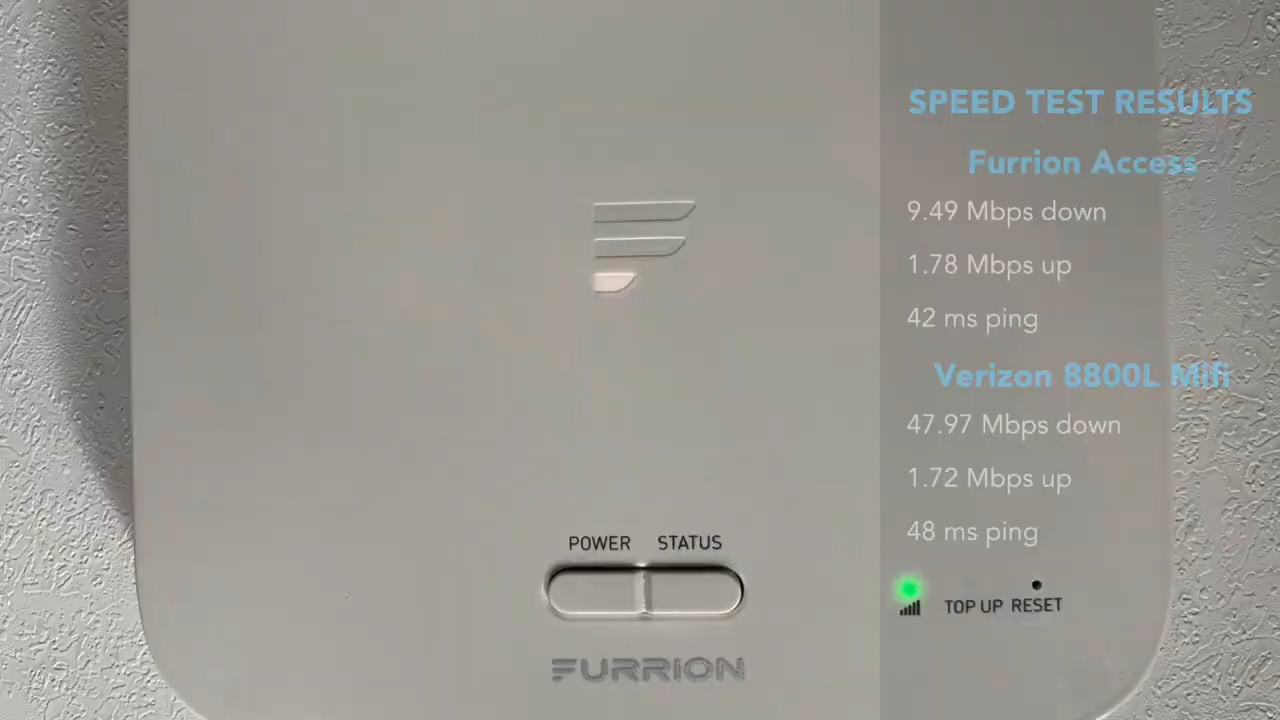 SPEED TEST RESULTS
Furrion Access
9.49 Mbps down
1.78 Mbps up
42 ms ping
Verizon 8800L Mifi
47.97 Mbps down
1.72 Mbps up
48 ms ping
POWER STATUS
TOP UP RESET
FURRION